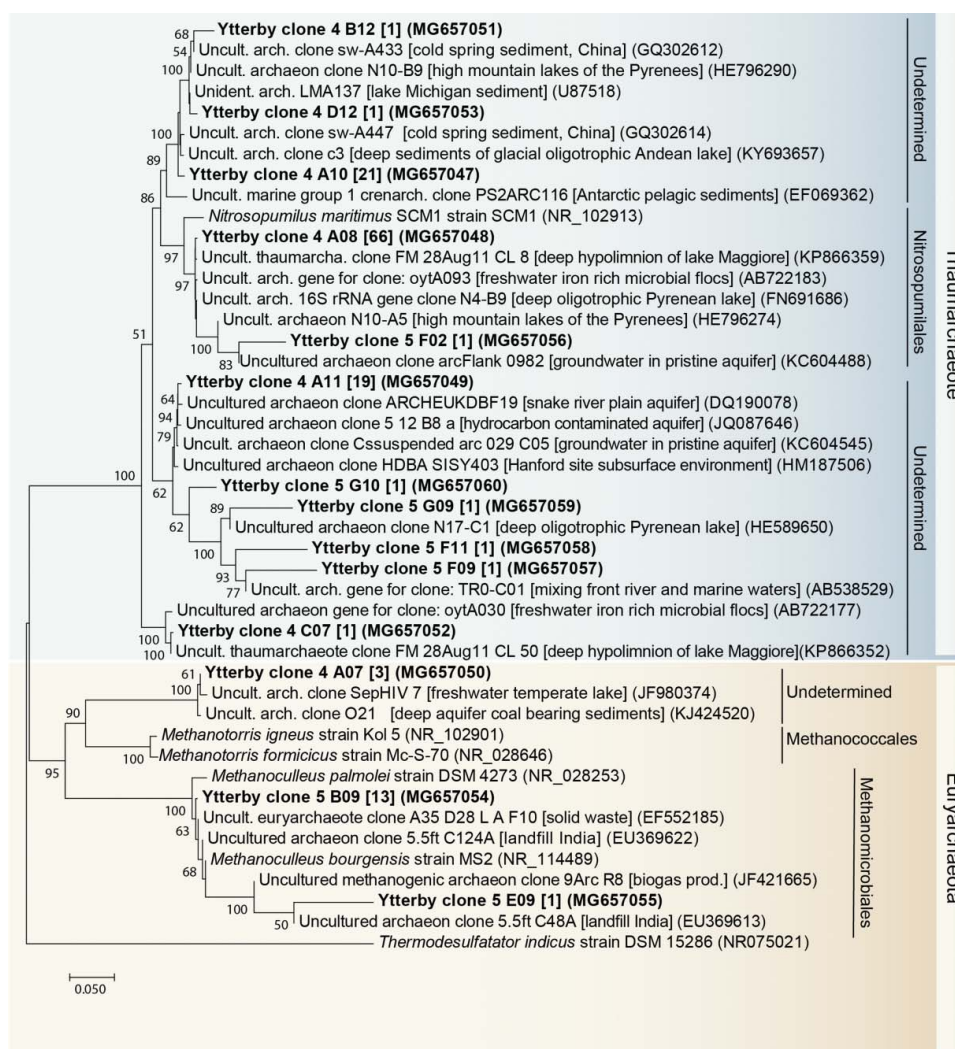 Ytterby clone 4 B12 [1] (MG657051)
Uncult. arch. clone sw-A433 [cold spring sediment, China] (GQ302612)
Uncult. archaeon clone N10-B9 [high mountain lakes of the Pyrenees] (HE796290)
Unident. arch. LMA137 [lake Michigan sediment] (U87518)
Ytterby clone 4 D12 [1] (MG657053)
Uncult. arch. clone sw-A447 [cold spring sediment, China] (GQ302614)
Uncult. arch. clone c3 [deep sediments of glacial oligotrophic Andean lake] (KY693657)
Ytterby clone 4 A10 [21] (MG657047)
Uncult. marine group 1 crenarch. clone PS2ARC116 [Antarctic pelagic sediments] (EF069362)
Nitrosopumilus maritimus SCM1 strain SCM1 (NR_102913)
Ytterby clone 4 A08 [66] (MG657048)
Uncult. thaumarcha. clone FM 28Aug11 CL 8 [deep hypolimnion of lake Maggiore] (KP866359)
Uncult. arch. gene for clone: oytA093 [freshwater iron rich microbial flocs] (AB722183)
Uncult. arch. 16S rRNA gene clone N4-B9 [deep oligotrophic Pyrenean lake] (FN691686)
Uncult. archaeon N10-A5 [high mountain lakes of the Pyrenees] (HE796274)
Ytterby clone 5 F02 [1] (MG657056)
Uncultured archaeon clone arcFlank 0982 [groundwater in pristine aquifer] (KC604488)
Ytterby clone 4 A11 [19] (MG657049)
Uncultured archaeon clone ARCHEUKDBF19 [snake river plain aquifer] (DQ190078)
Uncultured archaeon clone 5 12 B8 a [hydrocarbon contaminated aquifer] (JQ087646)
Uncult. archaeon clone Cssuspended arc 029 C05 [groundwater in pristine aquifer] (KC604545)
Uncultured archaeon clone HDBA SISY403 [Hanford site subsurface environment] (HM187506)
Ytterby clone 5 G10 [1] (MG657060)
Ytterby clone 5 G09 [1] (MG657059)
Uncultured archaeon clone N17-C1 [deep oligotrophic Pyrenean lake] (HE589650)
Ytterby clone 5 F11 [1] (MG657058)
Ytterby clone 5 F09 [1] (MG657057)
Uncult. arch. gene for clone: TR0-C01 [mixing front river and marine waters] (AB538529)
Uncultured archaeon gene for clone: oytA030 [freshwater iron rich microbial flocs] (AB722177)
Ytterby clone 4 C07 [1] (MG657052)
Uncult. thaumarchaeote clone FM 28Aug11 CL 50 [deep hypolimnion of lake Maggiore](KP866352)
Ytterby clone 4 A07 [3] (MG657050)
Uncult. arch. clone SepHIV 7 [freshwater temperate lake] (JF980374)
Uncult. arch. clone O21 [deep aquifer coal bearing sediments] (KJ424520)
Methanotorris igneus strain Kol 5 (NR_102901)
Methanotorris formicicus strain Mc-S-70 (NR_028646)
Methanoculleus palmolei strain DSM 4273 (NR_028253)
Ytterby clone 5 B09 [13] (MG657054)
Uncult. euryarchaeote clone A35 D28 L A F10 [solid waste] (EF552185)
Uncultured archaeon clone 5.5ft C124A [landfill India] (EU369622)
Methanoculleus bourgensis strain MS2 (NR_114489)
Uncultured methanogenic archaeon clone 9Arc R8 [biogas prod.] (JF421665)
Ytterby clone 5 E09 [1] (MG657055)
Uncultured archaeon clone 5.5ft C48A [landfill India] (EU369613)
Thermodesulfatator indicus strain DSM 15286 (NR075021)
68
54
100
100
89
86
97
97
100
83
51
64
94
79
62
62
89
100
93
77
100
100
100
61
100
90
100
95
100
63
68
100
50
0.050
Undetermined
Nitrosopumilales
Undetermined
Undetermined
Methanococcales
Methanomicrobiales